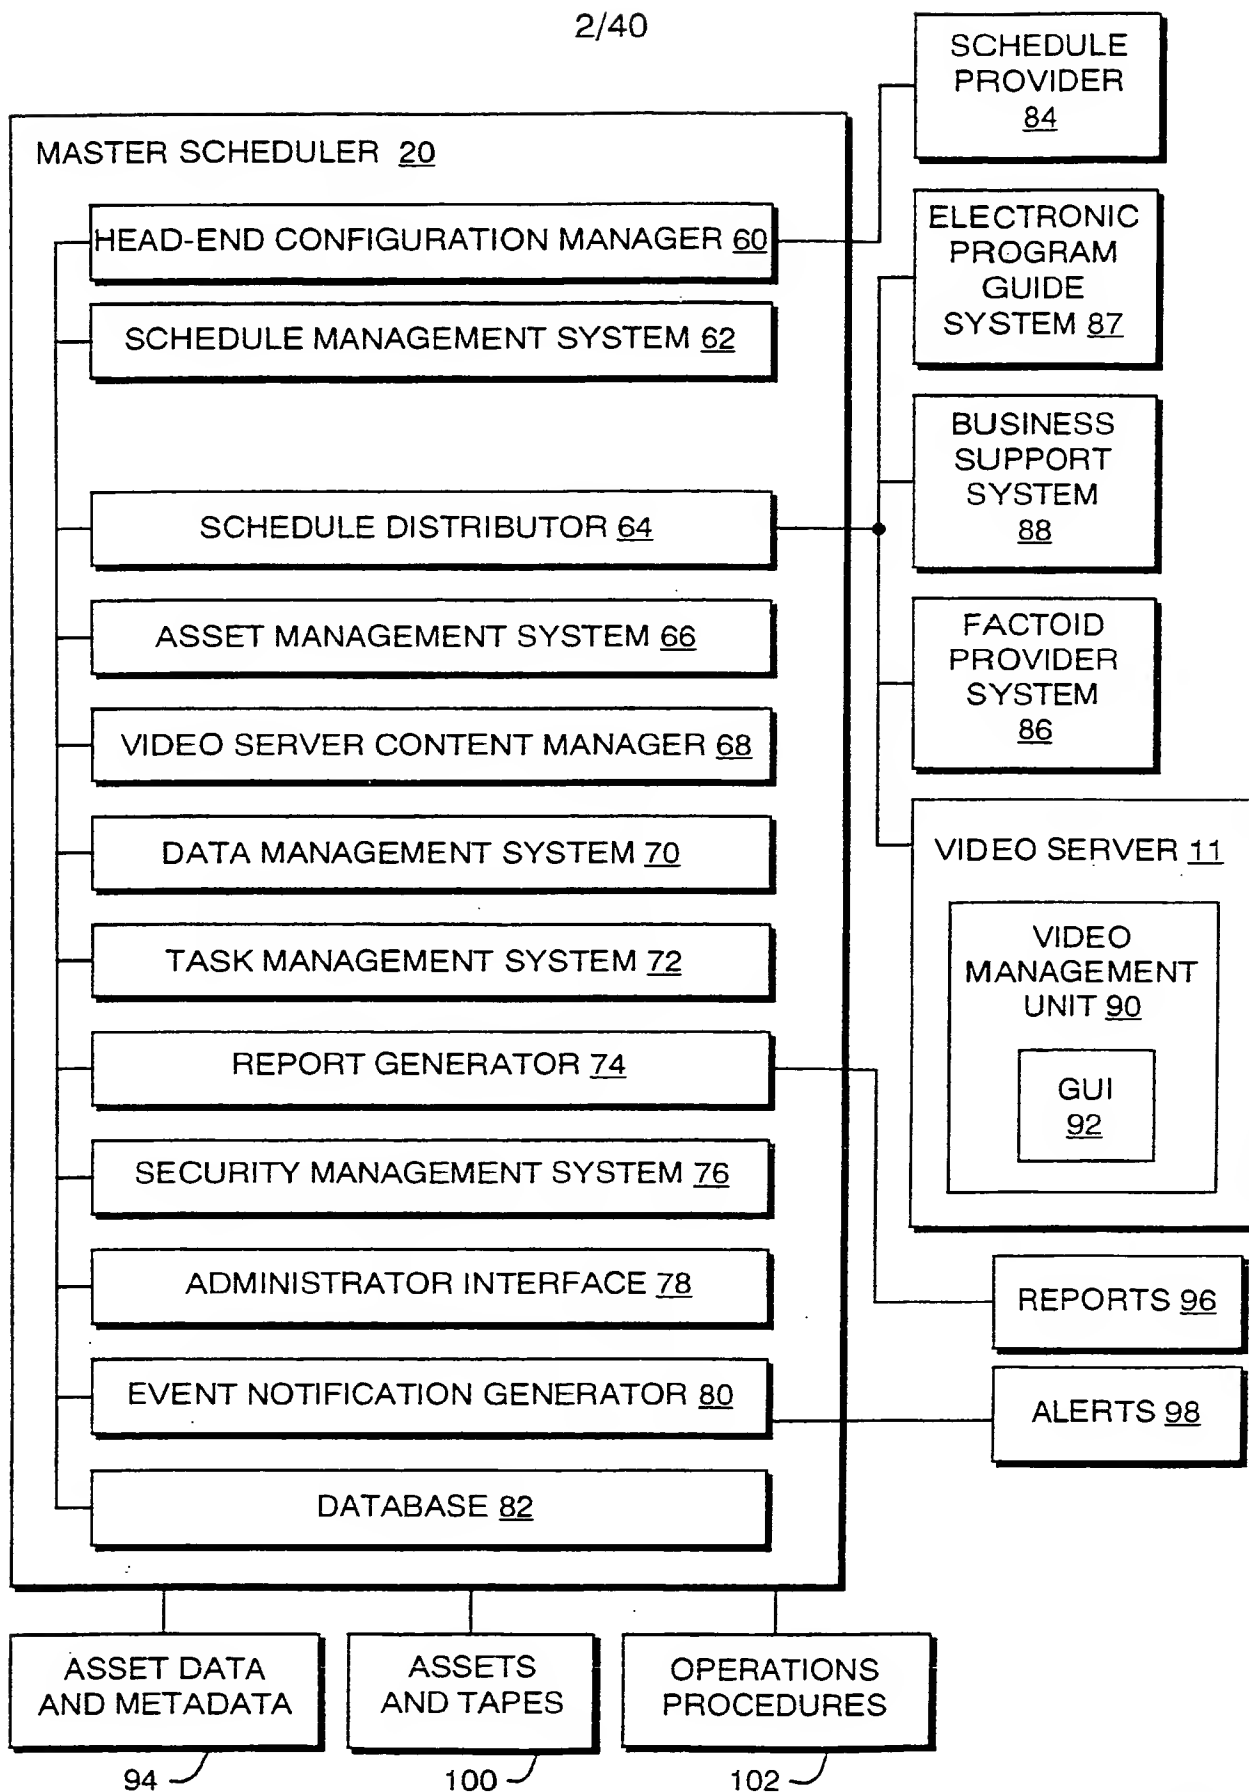 2/40
MASTER SCHEDULER 20
HEAD-END CONFIGURATION MANAGER 60
SCHEDULE MANAGEMENT SYSTEM 62
SCHEDULE DISTRIBUTOR 64
ASSET MANAGEMENT SYSTEM 66
VIDEO SERVER CONTENT MANAGER 68
DATA MANAGEMENT SYSTEM 70
TASK MANAGEMENT SYSTEM 72
REPORT GENERATOR 74
SECURITY MANAGEMENT SYSTEM 76
ADMINISTRATOR INTERFACE 78
EVENT NOTIFICATION GENERATOR 80
DATABASE 82
SCHEDULE
PROVIDER
84
ELECTRONIC
PROGRAM
GUIDE
SYSTEM 87
BUSINESS
SUPPORT
SYSTEM
88
FACTOID
PROVIDER
SYSTEM
86
VIDEO SERVER 11
VIDEO
MANAGEMENT
UNIT 90
GUI
92
REPORTS 96
ALERTS 98
ASSET DATA
AND METADATA
94
ASSETS
AND TAPES
100
OPERATIONS
PROCEDURES
102